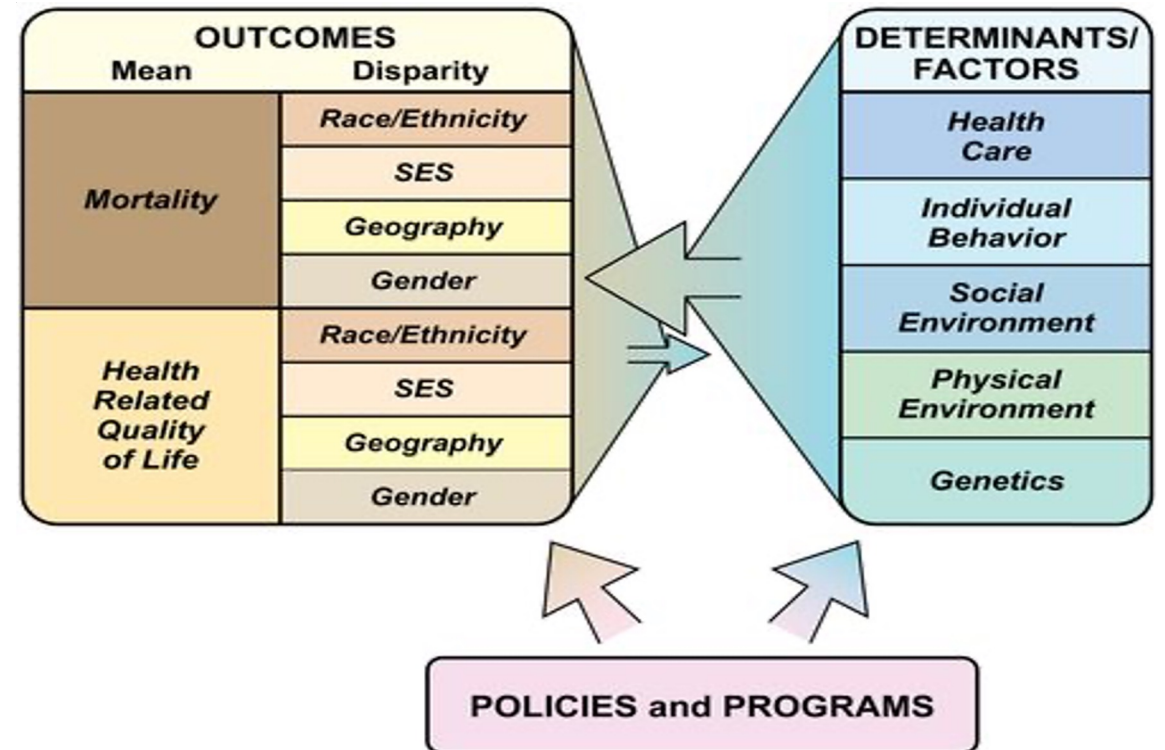 OUTCOMES
Mean Disparity
Mortality
Race/Ethnicity
SES
Geography
Gender
Health
Related
Quality
of Life
Race/Ethnicity
SES
Geography
Gender
DETERMINANTS/
FACTORS
Health
Care
Individual
Behavior
Social
Environment
Physical
Environment
Genetics
POLICIES and PROGRAMS